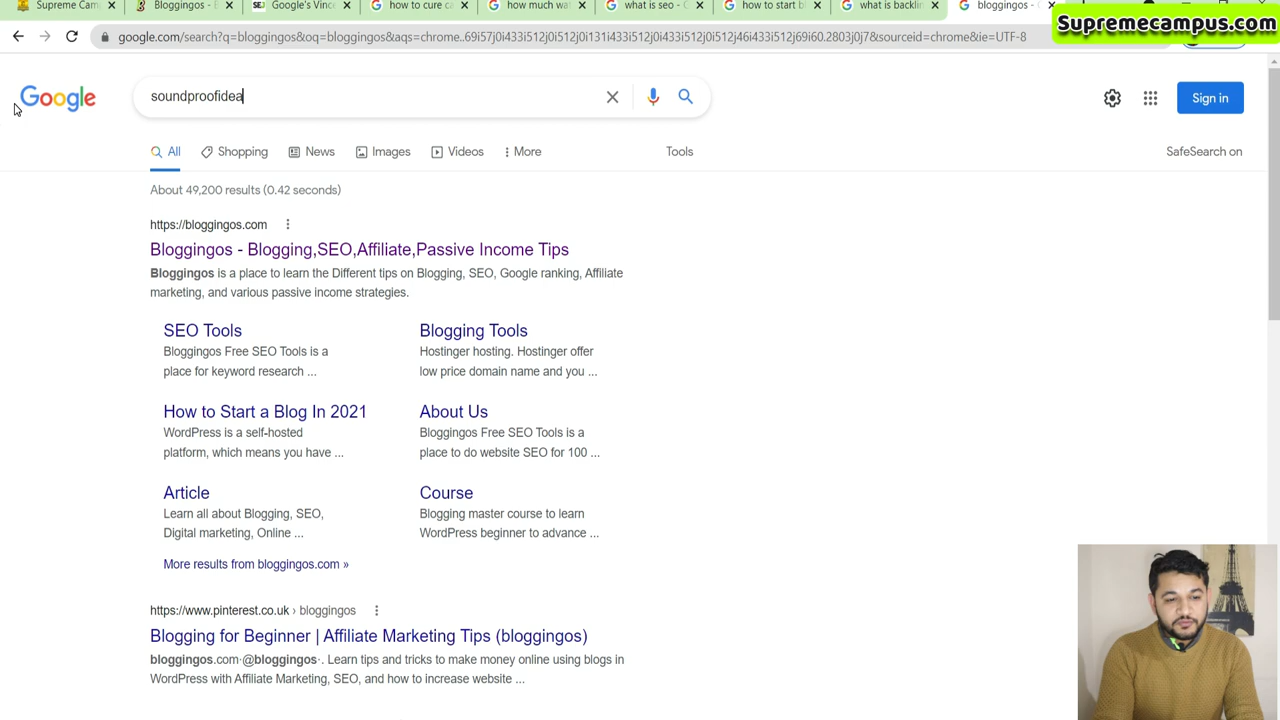 Supreme Cam
Bloggingos - B
Google's Vince
how to cure ca
how much wat
what is seo - G
how to start bl
what is backlin
bloggingos - G
Supremecampus.com
google.com/search?q=bloggingos&oq=bloggingos&aqs=chrome..69i57j0i433i512j0i131i433i512j0i433i512j46i433i512j69i60.2803j0j7&sourceid=chrome&ie=UTF-8
Google
soundproofidea
Sign in
All
Shopping
News
Images
Videos
More
Tools
SafeSearch on
About 49,200 results (0.42 seconds)
https://bloggingos.com
Bloggingos - Blogging,SEO,Affiliate,Passive Income Tips
Bloggingos is a place to learn the Different tips on Blogging, SEO, Google ranking, Affiliate
marketing, and various passive income strategies.
SEO Tools
Bloggingos Free SEO Tools is a
place for keyword research ...
Blogging Tools
Hostinger hosting. Hostinger offer
low price domain name and you ...
How to Start a Blog In 2021
WordPress is a self-hosted
platform, which means you have ...
About Us
Bloggingos Free SEO Tools is a
place to do website SEO for 100 ...
Article
Learn all about Blogging, SEO,
Digital marketing, Online ...
Course
Blogging master course to learn
WordPress beginner to advance ...
More results from bloggingos.com »
https://www.pinterest.co.uk › bloggingos
Blogging for Beginner | Affiliate Marketing Tips (bloggingos)
bloggingos.com·@bloggingos·. Learn tips and tricks to make money online using blogs in
WordPress with Affiliate Marketing, SEO, and how to increase website ...